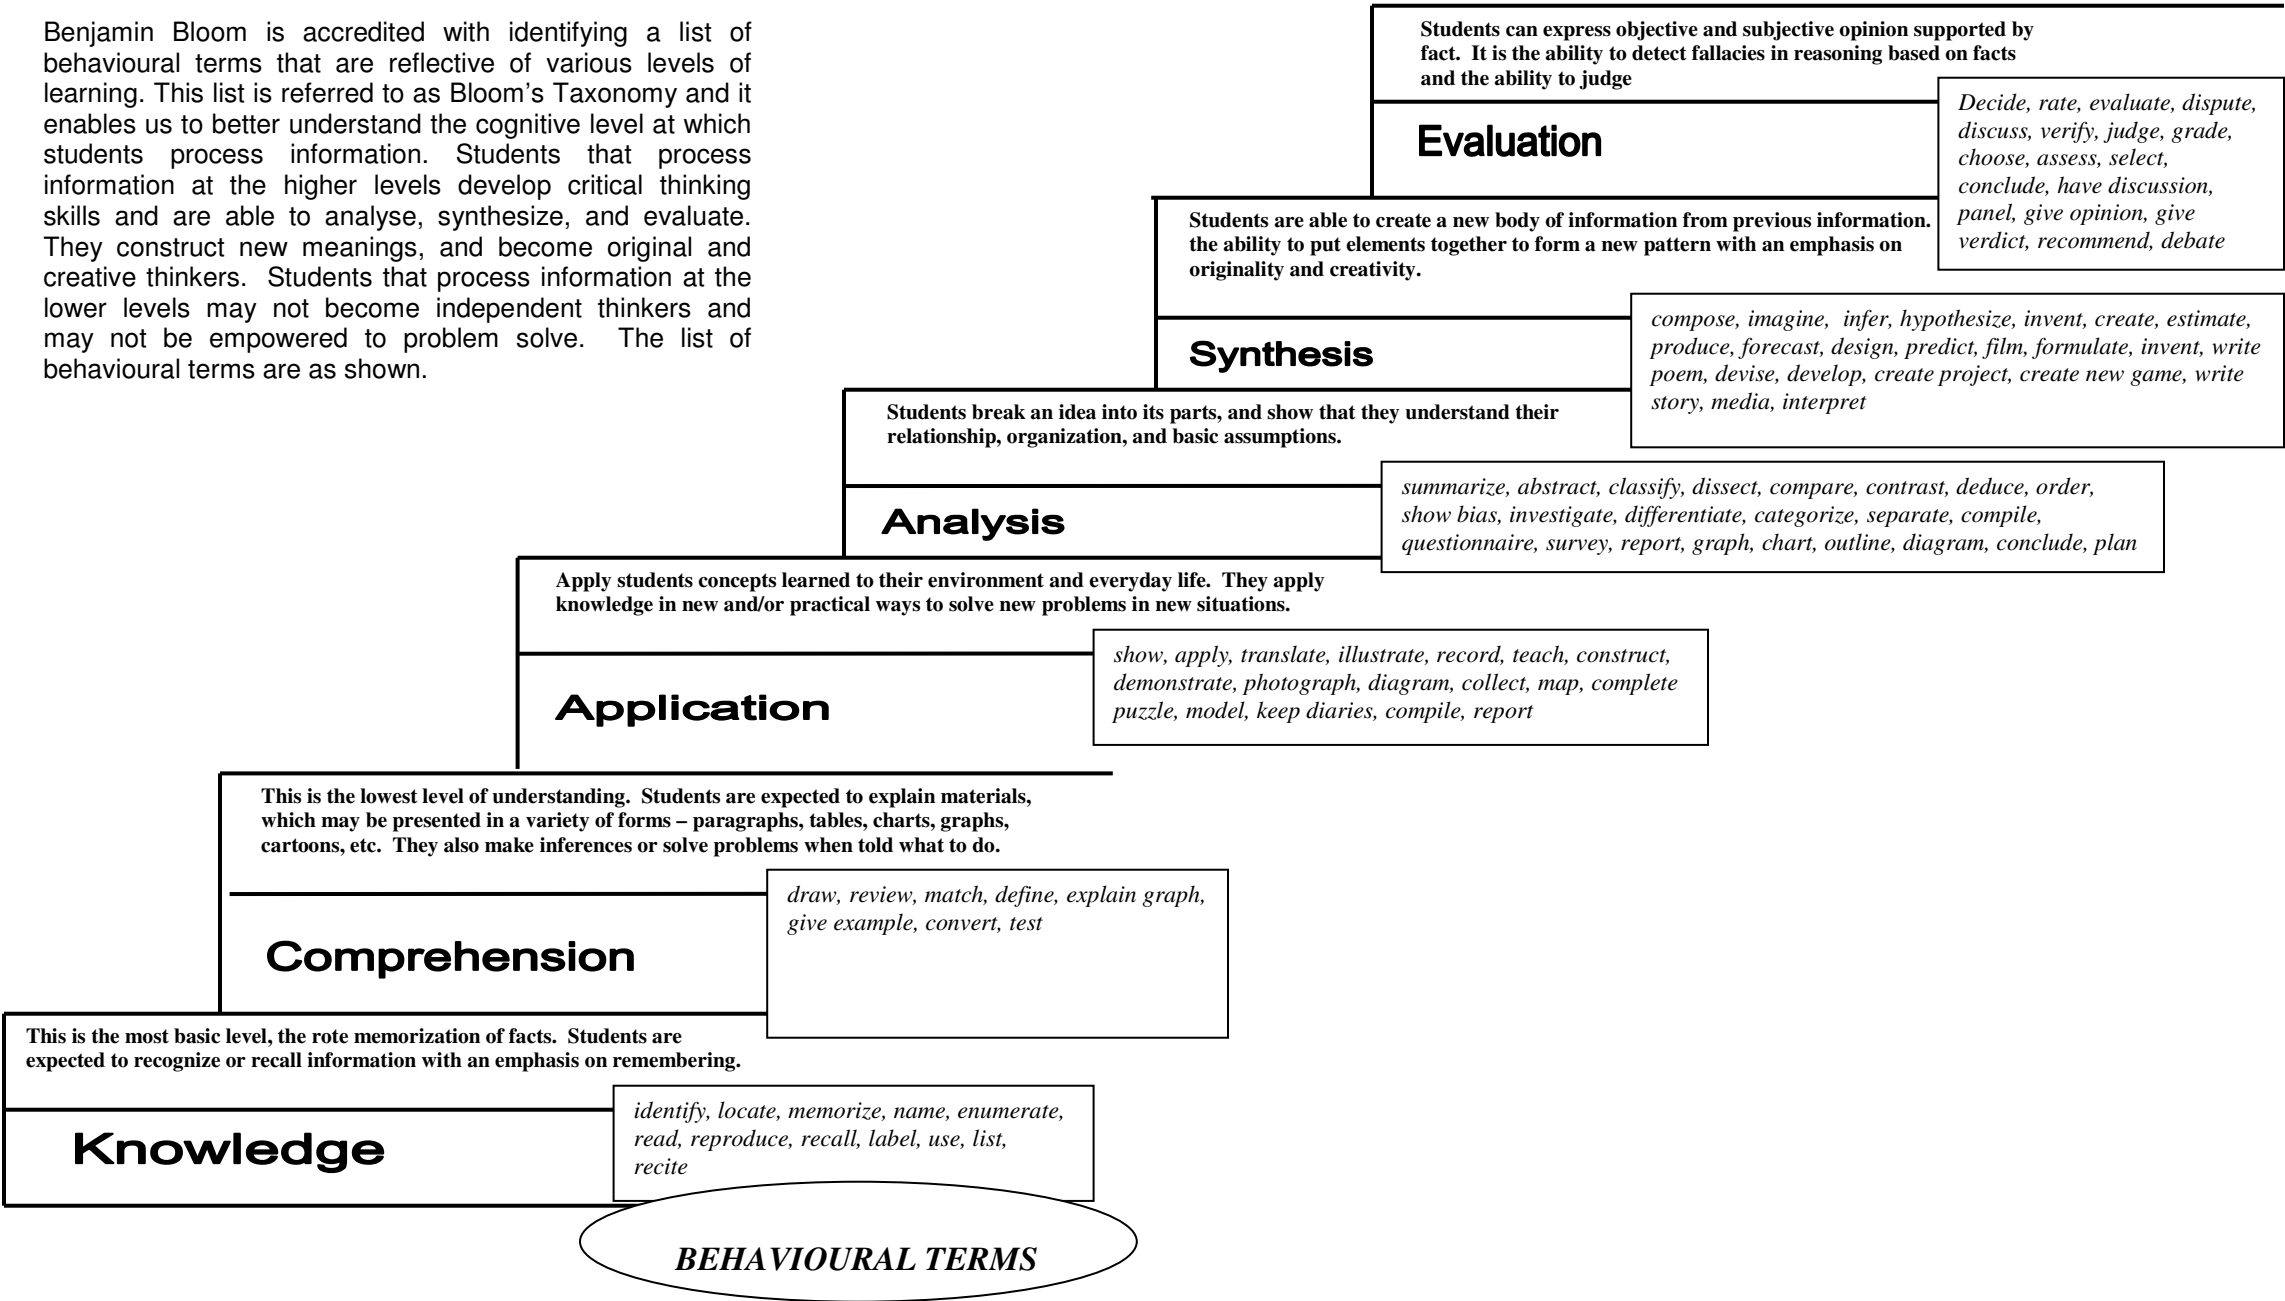 Benjamin Bloom is accredited with identifying a list of
behavioural terms that are reflective of various levels of
learning. This list is referred to as Bloom's Taxonomy and it
enables us to better understand the cognitive level at which
students process information. Students that process
information at the higher levels develop critical thinking
skills and are able to analyse, synthesize, and evaluate.
They construct new meanings, and become original and
creative thinkers. Students that process information at the
lower levels may not become independent thinkers and
may not be empowered to problem solve. The list of
behavioural terms are as shown.
Students can express objective and subjective opinion supported by
fact. It is the ability to detect fallacies in reasoning based on facts
and the ability to judge
Evaluation
Decide, rate, evaluate, dispute,
discuss, verify, judge, grade,
choose, assess, select,
conclude, have discussion,
panel, give opinion, give
verdict, recommend, debate
Students are able to create a new body of information from previous information.
the ability to put elements together to form a new pattern with an emphasis on
originality and creativity.
Synthesis
compose, imagine, infer, hypothesize, invent, create, estimate,
produce, forecast, design, predict, film, formulate, invent, write
poem, devise, develop, create project, create new game, write
story, media, interpret
Students break an idea into its parts, and show that they understand their
relationship, organization, and basic assumptions.
Analysis
summarize, abstract, classify, dissect, compare, contrast, deduce, order,
show bias, investigate, differentiate, categorize, separate, compile,
questionnaire, survey, report, graph, chart, outline, diagram, conclude, plan
Apply students concepts learned to their environment and everyday life. They apply
knowledge in new and/or practical ways to solve new problems in new situations.
Application
show, apply, translate, illustrate, record, teach, construct,
demonstrate, photograph, diagram, collect, map, complete
puzzle, model, keep diaries, compile, report
This is the lowest level of understanding. Students are expected to explain materials,
which may be presented in a variety of forms – paragraphs, tables, charts, graphs,
cartoons, etc. They also make inferences or solve problems when told what to do.
Comprehension
draw, review, match, define, explain graph,
give example, convert, test
This is the most basic level, the rote memorization of facts. Students are
expected to recognize or recall information with an emphasis on remembering.
Knowledge
identify, locate, memorize, name, enumerate,
read, reproduce, recall, label, use, list,
recite
BEHAVIOURAL TERMS